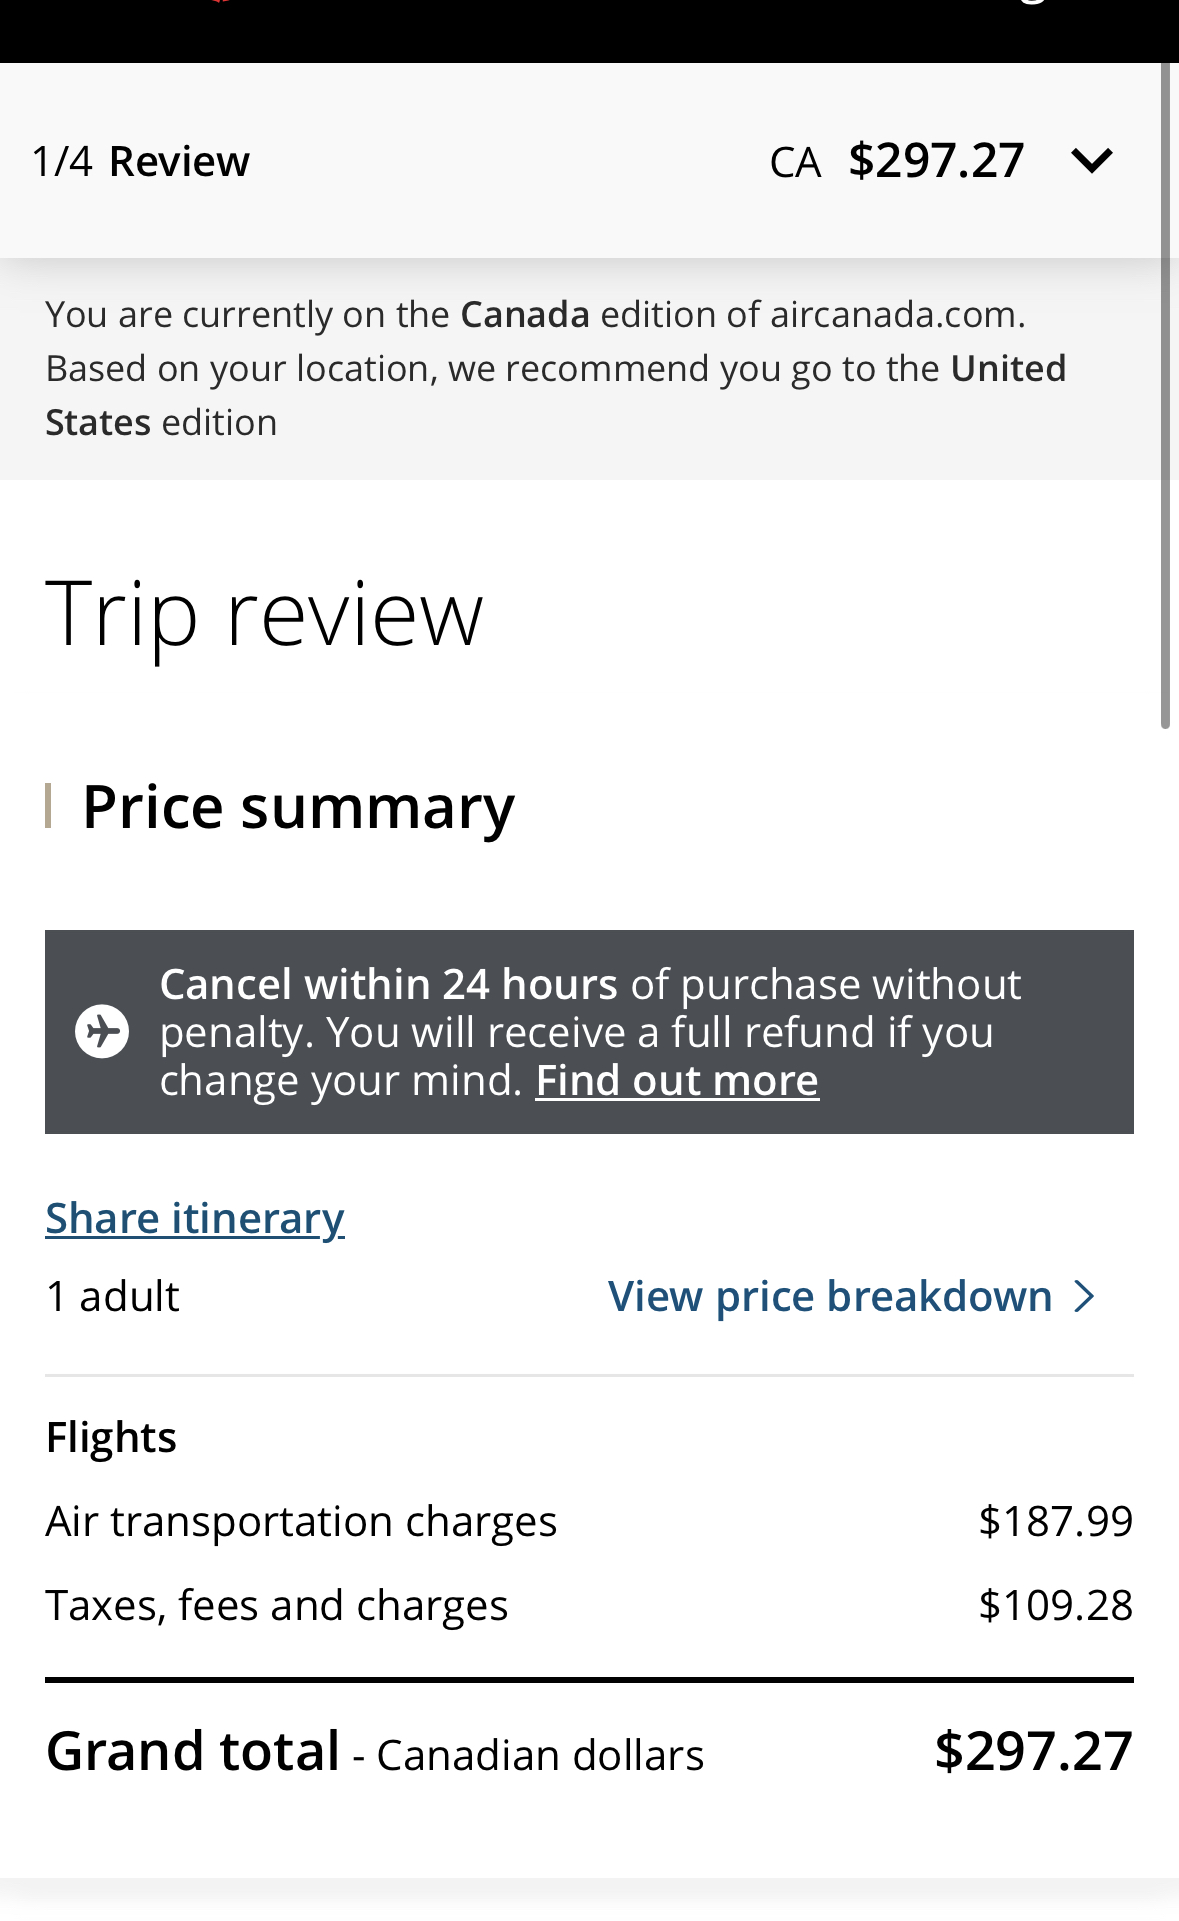 1/4 Review CA $297.27
You are currently on the Canada edition of aircanada.com.
Based on your location, we recommend you go to the United
States edition
Trip review
Price summary
Cancel within 24 hours of purchase without
penalty. You will receive a full refund if you
change your mind. Find out more
Share itinerary
1 adult View price breakdown
Flights
Air transportation charges $187.99
Taxes, fees and charges $109.28
Grand total - Canadian dollars $297.27